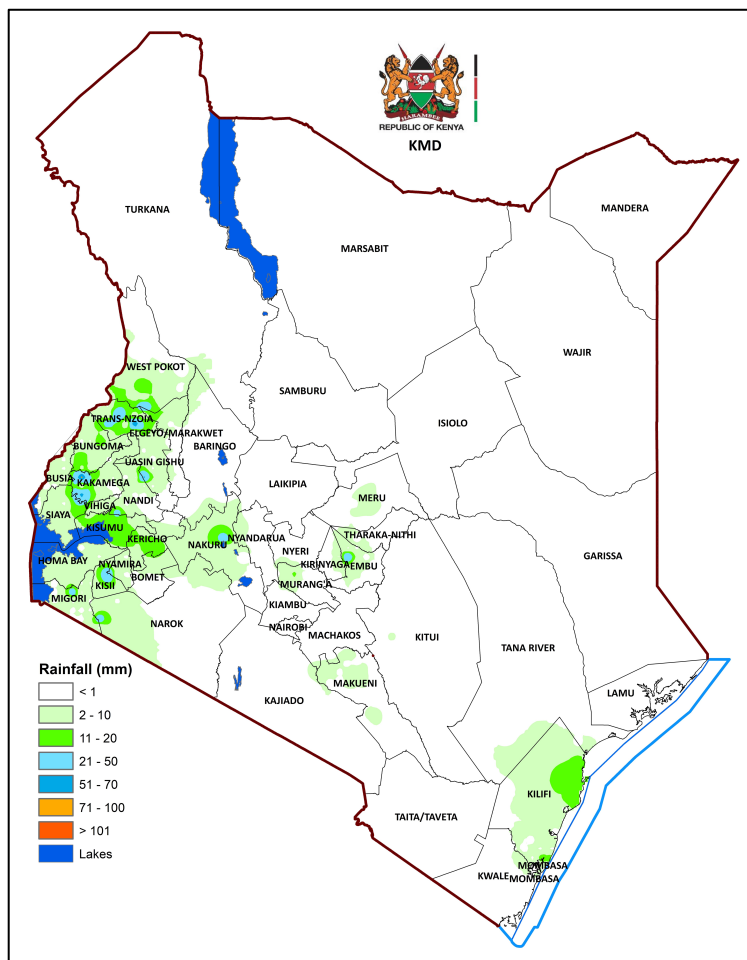 HARAMBEE
REPUBLIC OF KENYA
KMD
TURKANA
MANDERA
MARSABIT
WAJIR
WEST POKOT
SAMBURU
ISIOLO
TRANS-NZOIA
ELGEYO/MARAKWET
BUNGOMA
BARINGO
UASIN GISHU
BUSIA
KAKAMEGA
LAIKIPIA
MERU
NANDI
VIHIGA
SIAYA
KISUMU
THARAKA-NITHI
KERICHO
NAKURU
NYANDARUA
NYERI
GARISSA
HOMA BAY
NYAMIRA
KIRINYAGA
EMBU
BOMET
KISII
MURANG'A
MIGORI
KIAMBU
NAROK
NAIROBI
MACHAKOS
KITUI
TANA RIVER
MAKUENI
LAMU
KAJIADO
KILIFI
TAITA/TAVETA
MOMBASA
KWALE
MOMBASA
Rainfall (mm)
< 1
2 - 10
11 - 20
21 - 50
51 - 70
71 - 100
> 101
Lakes